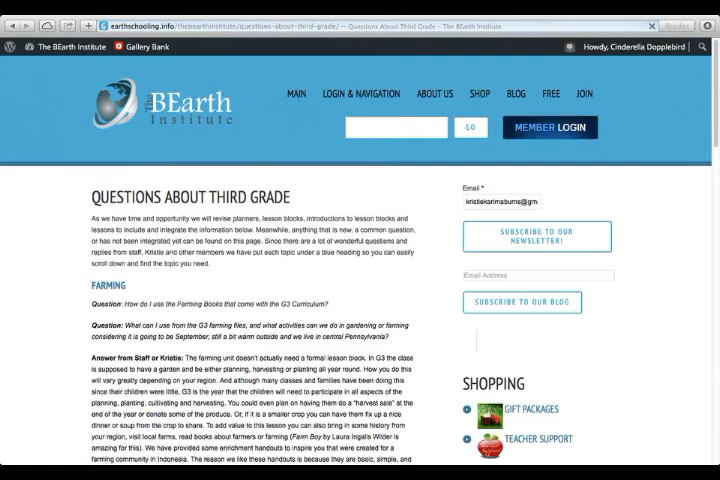 earthschooling.info/thebearthinstitute/questions-about-third-grade/ — Questions About Third Grade – The BEarth Institute
Reader
The BEarth Institute Gallery Bank
Howdy, Cinderella Dopplebird
The BEarth Institute
MAIN LOGIN & NAVIGATION ABOUT US SHOP BLOG FREE JOIN
GO
MEMBER LOGIN
QUESTIONS ABOUT THIRD GRADE
As we have time and opportunity we will revise planners, lesson blocks, introductions to lesson blocks and
lessons to include and integrate the information below. Meanwhile, anything that is new, a common question,
or has not been integrated yet can be found on this page. Since there are a lot of wonderful questions and
replies from staff, Kristie and other members we have put each topic under a blue heading so you can easily
scroll down and find the topic you need.
FARMING
Question: How do I use the Farming Books that come with the G3 Curriculum?
Question: What can I use from the G3 farming files, and what activities can we do in gardening or farming
considering it is going to be September, still a bit warm outside and we live in central Pennsylvania?
Answer from Staff or Kristie: The farming unit doesn't actually need a formal lesson block. In G3 the class
is supposed to have a garden and be either planning, harvesting or planting all year round. How you do this
will vary greatly depending on your region. And although many classes and families have been doing this
since their children were little, G3 is the year that the children will need to participate in all aspects of the
planning, planting, cultivating and harvesting. You could even plan on having them do a "harvest sale" at the
end of the year or donate some of the produce. Or, if it is a smaller crop you can have them fix up a nice
dinner or soup from the crop to share. To add value to this lesson you can also bring in some history from
your region, visit local farms, read books about farmers or farming (Farm Boy by Laura Ingalls Wilder is
amazing for this). We have provided some enrichment handouts to inspire you that were created for a
farming community in Indonesia. The reason we like these handouts is because they are basic, simple, and
Email *
kristiekarimaburns@gm
SUBSCRIBE TO OUR
NEWSLETTER!
Email Address
SUBSCRIBE TO OUR BLOG
SHOPPING
GIFT PACKAGES
TEACHER SUPPORT